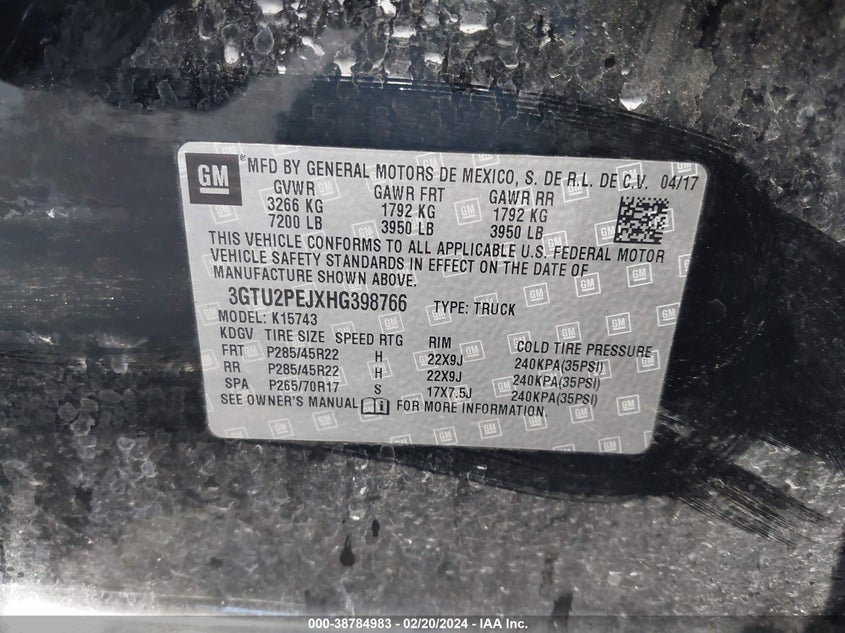 GM
MFD BY GENERAL MOTORS DE MEXICO, S. DE R.L. DE C.V. 04/17
GVWR GAWR FRT GAWR RR
3266 KG 1792 KG 1792 KG
7200 LB 3950 LB 3950 LB
THIS VEHICLE CONFORMS TO ALL APPLICABLE U.S. FEDERAL MOTOR
VEHICLE SAFETY STANDARDS IN EFFECT ON THE DATE OF
MANUFACTURE SHOWN ABOVE.
3GTU2PEJXHG398766 TYPE: TRUCK
MODEL: K15743
KDGV TIRE SIZE SPEED RTG RIM COLD TIRE PRESSURE
FRT P285/45R22 H 22X9J 240KPA(35PSI)
RR P285/45R22 H 22X9J 240KPA(35PSI)
SPA P265/70R17 S 17X7.5J 240KPA(35PSI)
SEE OWNER'S MANUAL FOR MORE INFORMATION.
000-38784983 - 02/20/2024 - IAA Inc.